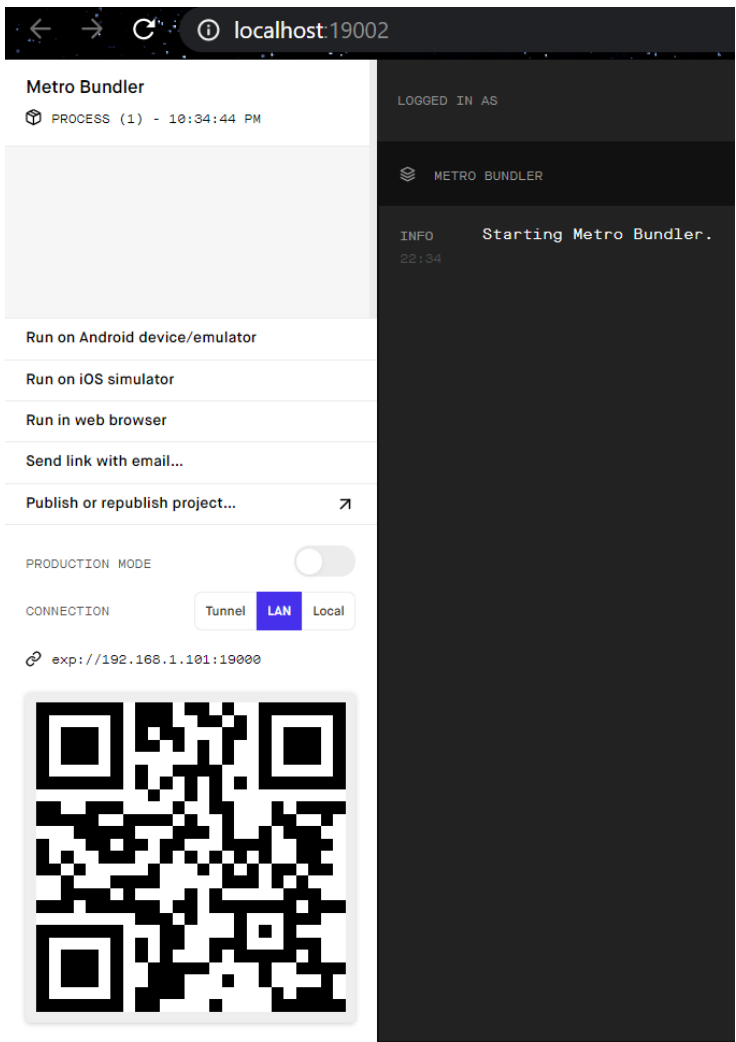 localhost:19002
Metro Bundler
PROCESS (1) - 10:34:44 PM
Run on Android device/emulator
Run on iOS simulator
Run in web browser
Send link with email...
Publish or republish project...
PRODUCTION MODE
CONNECTION Tunnel LAN Local
exp://192.168.1.101:19000
LOGGED IN AS
METRO BUNDLER
INFO Starting Metro Bundler.
22:34